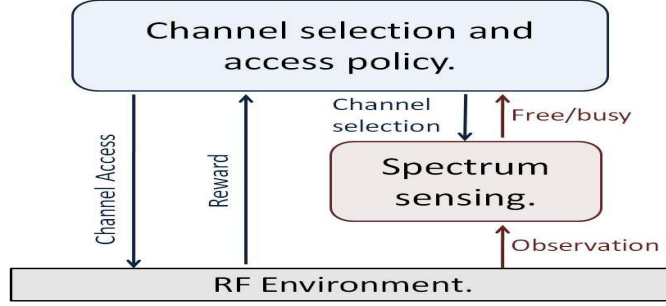 Channel selection and
access policy.
Channel Access
Reward
Channel
selection
Free/busy
Spectrum
sensing.
Observation
RF Environment.